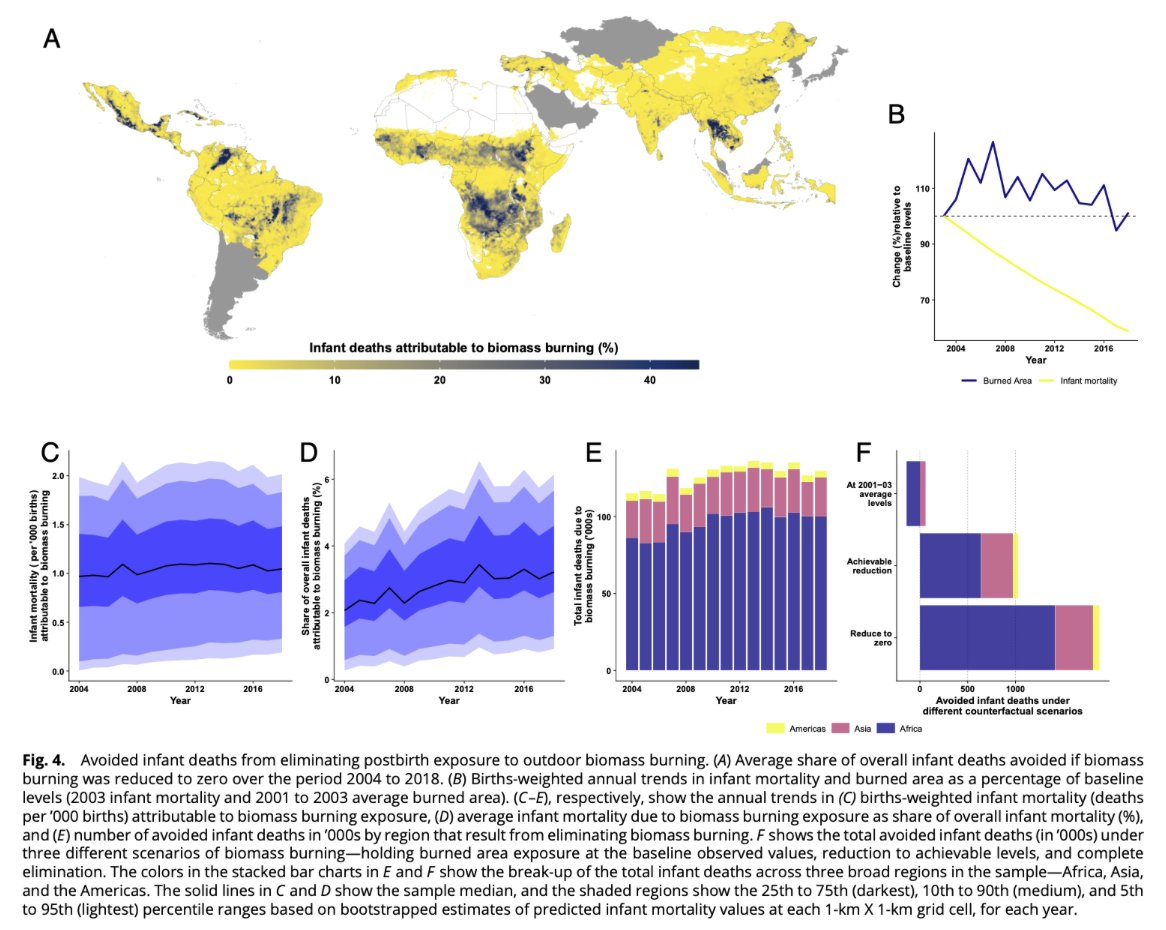 A
Infant deaths attributable to biomass burning (%)
0 10 20 30 40
B
Change (%)relative to
baseline levels
110
90
70
2004 2008 2012 2016
Year
Burned Area Infant mortality
C
Infant mortality ( per '000 births)
attributable to biomass burning
2.0
1.5
1.0
0.5
0.0
2004 2008 2012 2016
Year
D
Share of overall infant deaths
attributable to biomass burning (%)
6
4
2
0
2004 2008 2012 2016
Year
E
Total infant deaths due to
biomass burning ('000s)
100
50
0
2004 2008 2012 2016
Year
F
At 2001−03
average
levels
Achievable
reduction
Reduce to
zero
0 500 1000
Avoided infant deaths under
different counterfactual scenarios
Americas Asia Africa
Fig. 4. Avoided infant deaths from eliminating postbirth exposure to outdoor biomass burning. (A) Average share of overall infant deaths avoided if biomass
burning was reduced to zero over the period 2004 to 2018. (B) Births-weighted annual trends in infant mortality and burned area as a percentage of baseline
levels (2003 infant mortality and 2001 to 2003 average burned area). (C–E), respectively, show the annual trends in (C) births-weighted infant mortality (deaths
per '000 births) attributable to biomass burning exposure, (D) average infant mortality due to biomass burning exposure as share of overall infant mortality (%),
and (E) number of avoided infant deaths in '000s by region that result from eliminating biomass burning. F shows the total avoided infant deaths (in '000s) under
three different scenarios of biomass burning—holding burned area exposure at the baseline observed values, reduction to achievable levels, and complete
elimination. The colors in the stacked bar charts in E and F show the break-up of the total infant deaths across three broad regions in the sample—Africa, Asia,
and the Americas. The solid lines in C and D show the sample median, and the shaded regions show the 25th to 75th (darkest), 10th to 90th (medium), and 5th
to 95th (lightest) percentile ranges based on bootstrapped estimates of predicted infant mortality values at each 1-km X 1-km grid cell, for each year.